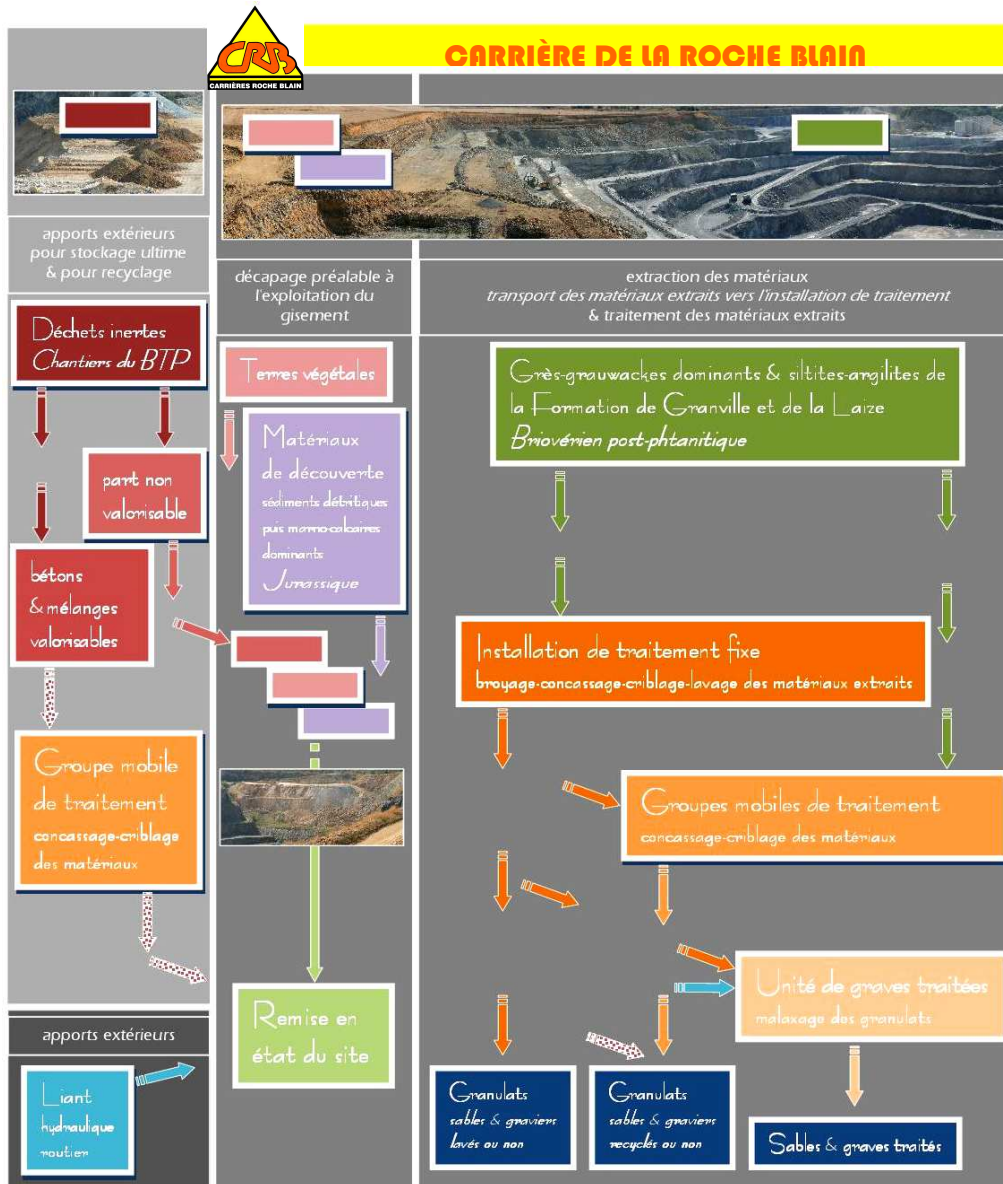 CRB
CARRIÈRES ROCHE BLAIN
CARRIÈRE DE LA ROCHE BLAIN
apports extérieurs
pour stockage ultime
& pour recyclage
décapage préalable à
l'exploitation du
gisement
extraction des matériaux
transport des matériaux extraits vers l'installation de traitement
& traitement des matériaux extraits
Déchets inertes
Chantiers du BTP
part non
valorisable
bétons
& mélanges
valorisables
Groupe mobile
de traitement
concassage-criblage
des matériaux
apports extérieurs
Liant
hydraulique
routier
Terres végétales
Matériaux
de découverte
sédiments détritiques
puis marno-calcaires
dominants
Jurassique
Remise en
état du site
Grès-grauwackes dominants & siltites-argilites de
la Formation de Granville et de la Laize
Briovérien post-phtanitique
Installation de traitement fixe
broyage-concassage-criblage-lavage des matériaux extraits
Groupes mobiles de traitement
concassage-criblage des matériaux
Unité de graves traitées
malaxage des granulats
Granulats
sables & graviers
lavés ou non
Granulats
sables & graviers
recyclés ou non
Sables & graves traités